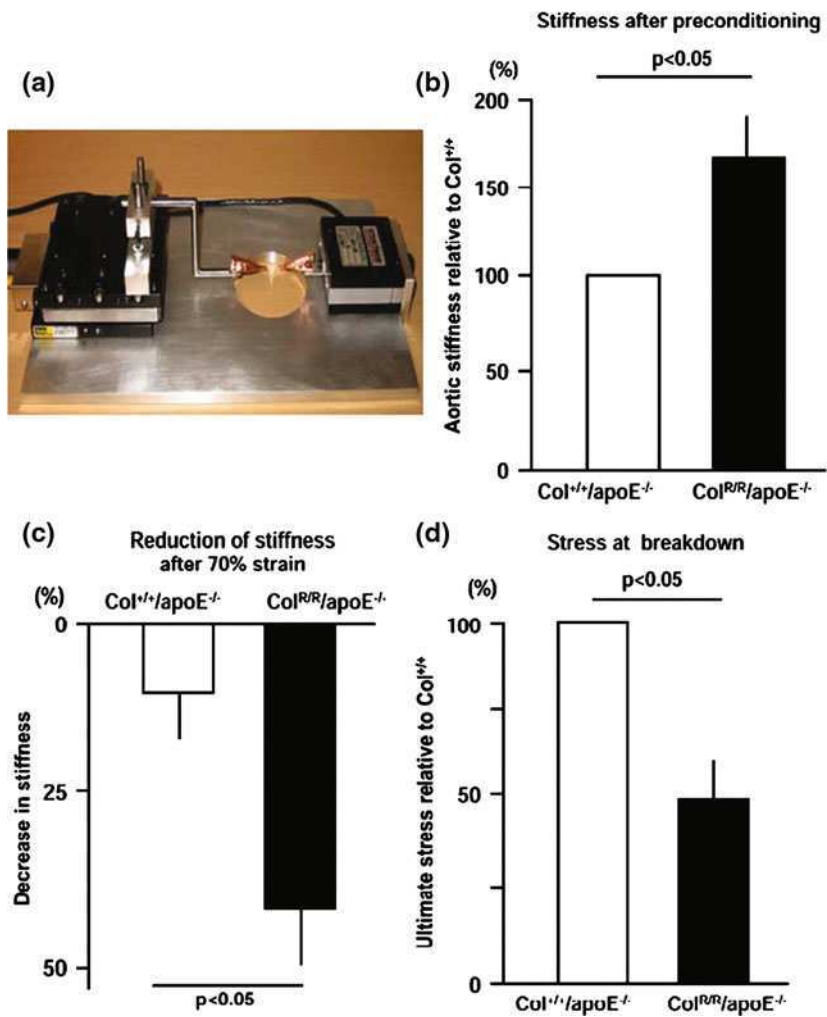 (a)
(b)
Stiffness after preconditioning
p<0.05
(%)
Aortic stiffness relative to Col+/+
200
150
100
50
0
Col+/+/apoE-/-
ColR/R/apoE-/-
(c)
Reduction of stiffness
after 70% strain
(%)
Col+/+/apoE-/-
ColR/R/apoE-/-
Decrease in stiffness
0
25
50
p<0.05
(d)
Stress at breakdown
p<0.05
(%)
Ultimate stress relative to Col+/+
100
50
0
Col+/+/apoE-/-
ColR/R/apoE-/-